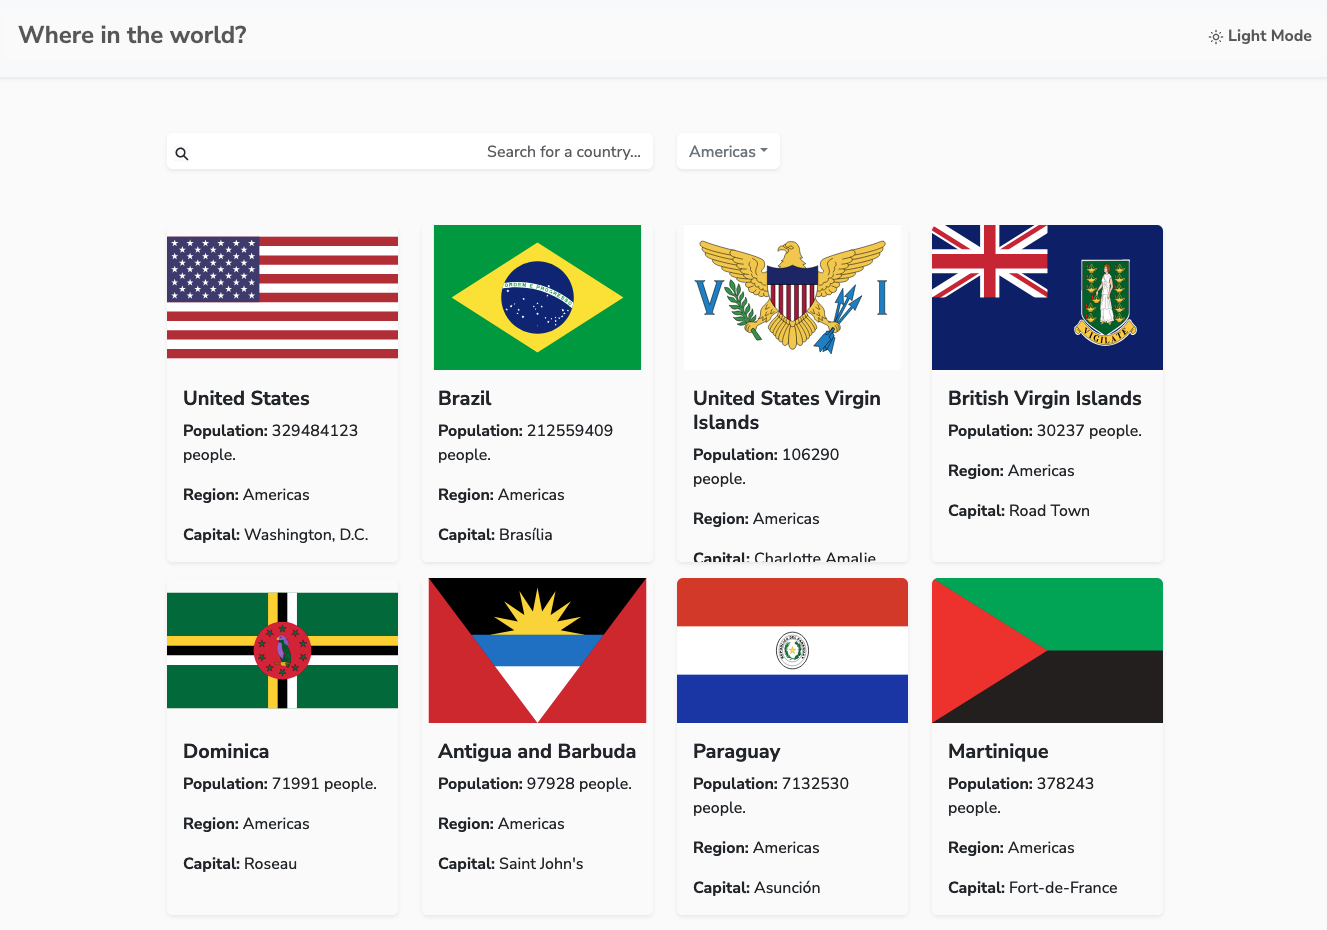 Where in the world?
Light Mode
Search for a country...
Americas
V I
VIGILATE
ORDEM E PROGRESSO
United States
Population: 329484123
people.
Region: Americas
Capital: Washington, D.C.
Brazil
Population: 212559409
people.
Region: Americas
Capital: Brasília
United States Virgin
Islands
Population: 106290
people.
Region: Americas
Capital: Charlotte Amalie
British Virgin Islands
Population: 30237 people.
Region: Americas
Capital: Road Town
Dominica
Population: 71991 people.
Region: Americas
Capital: Roseau
Antigua and Barbuda
Population: 97928 people.
Region: Americas
Capital: Saint John's
Paraguay
Population: 7132530
people.
Region: Americas
Capital: Asunción
Martinique
Population: 378243
people.
Region: Americas
Capital: Fort-de-France